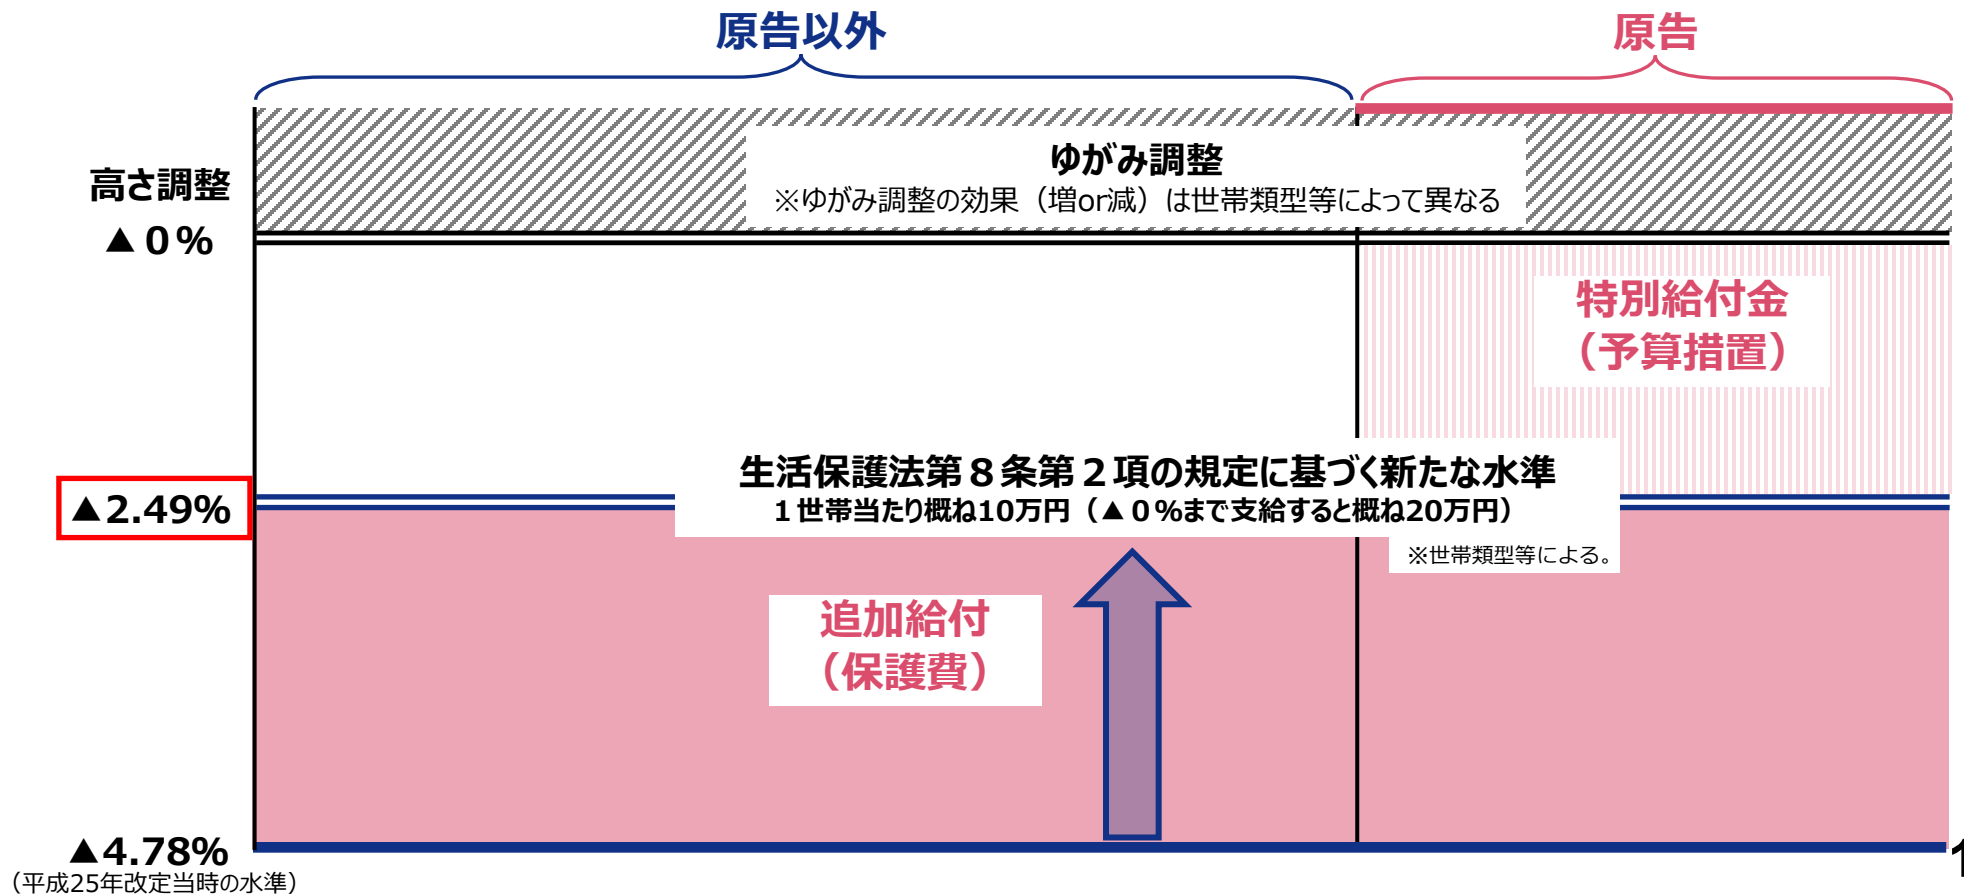 原告以外
原告
ゆがみ調整
※ゆがみ調整の効果（増or減）は世帯類型等によって異なる
高さ調整
▲０%
特別給付金
（予算措置）
生活保護法第８条第２項の規定に基づく新たな水準
１世帯当たり概ね10万円（▲０%まで支給すると概ね20万円）
▲2.49%
※世帯類型等による。
追加給付
（保護費）
▲4.78%
（平成25年改定当時の水準）